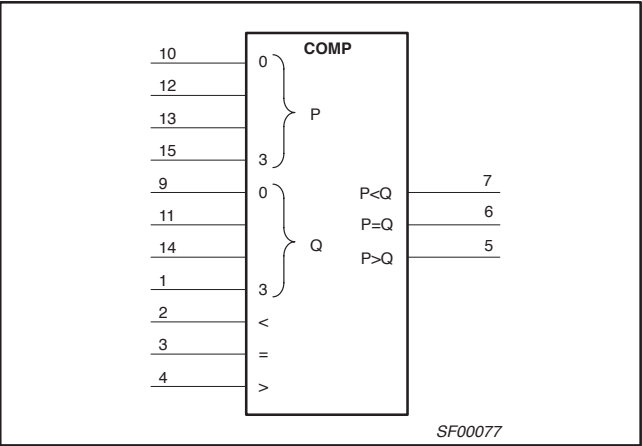 COMP
10 0
12
13 P
15 3
9 0 P<Q 7
11 P=Q 6
14 Q P>Q 5
1 3
2 <
3 =
4 >
SF00077